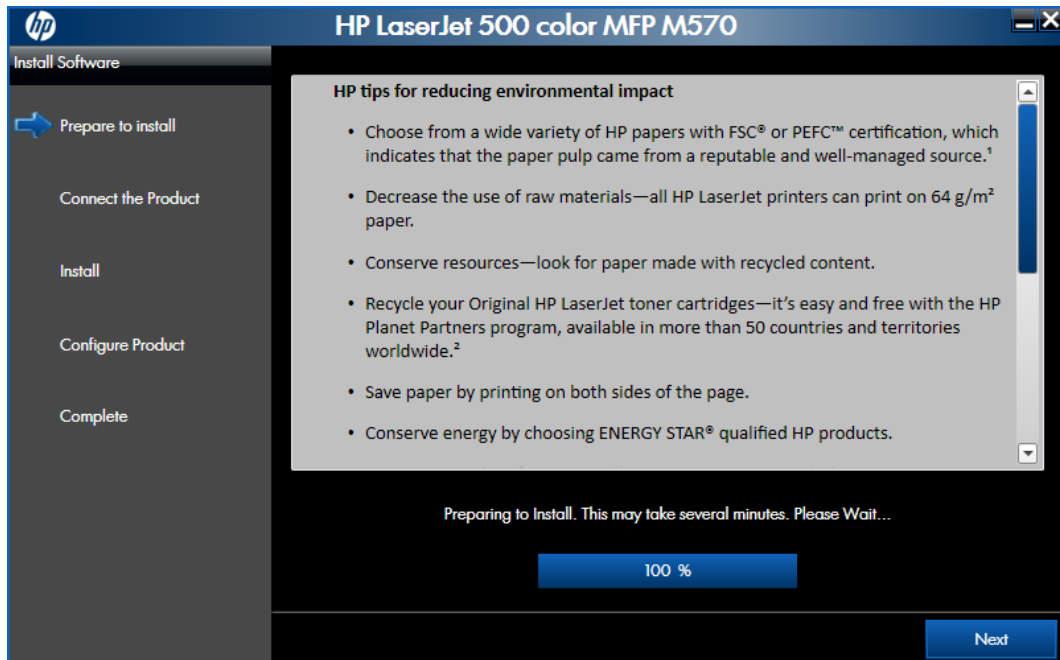 hp
HP LaserJet 500 color MFP M570
Install Software
Prepare to install
Connect the Product
Install
Configure Product
Complete
HP tips for reducing environmental impact
• Choose from a wide variety of HP papers with FSC® or PEFC™ certification, which
indicates that the paper pulp came from a reputable and well-managed source.¹
• Decrease the use of raw materials—all HP LaserJet printers can print on 64 g/m²
paper.
• Conserve resources—look for paper made with recycled content.
• Recycle your Original HP LaserJet toner cartridges—it’s easy and free with the HP
Planet Partners program, available in more than 50 countries and territories
worldwide.²
• Save paper by printing on both sides of the page.
• Conserve energy by choosing ENERGY STAR® qualified HP products.
Preparing to Install. This may take several minutes. Please Wait...
100 %
Next